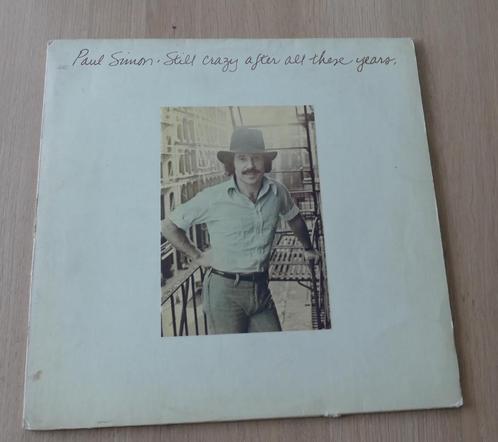 Paul Simon · Still crazy after all these years.